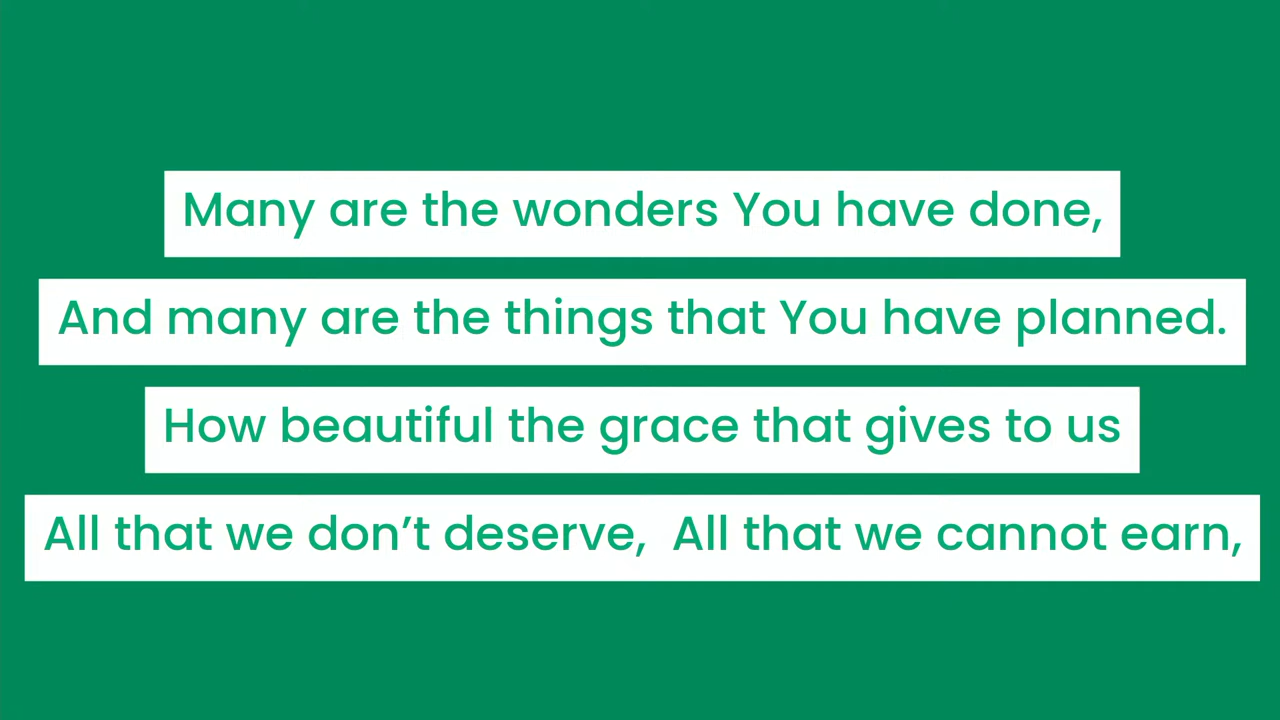 Many are the wonders You have done,
And many are the things that You have planned.
How beautiful the grace that gives to us
All that we don’t deserve,  All that we cannot earn,